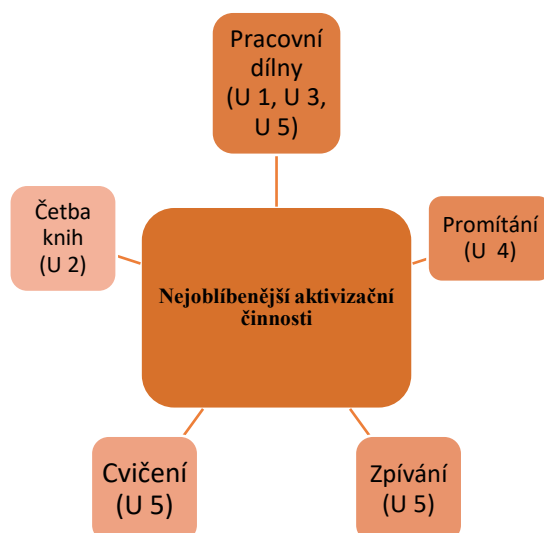 Pracovní
dílny
(U 1, U 3,
U 5)
Četba
knih
(U 2)
Promítání
(U 4)
Nejoblíbenější aktivizační
činnosti
Cvičení
(U 5)
Zpívání
(U 5)